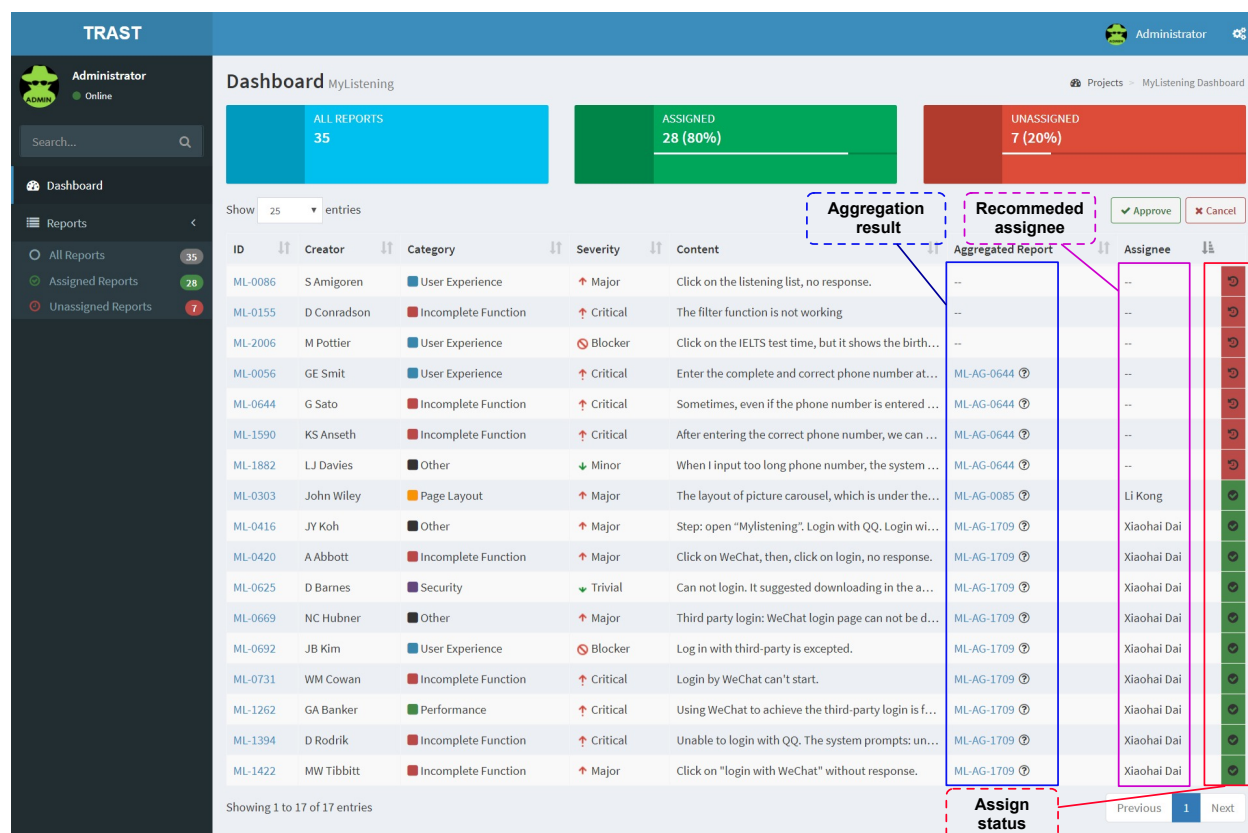 TRAST
Administrator
Administrator
Online
ADMIN
Dashboard MyListening
Projects > MyListening Dashboard
ALL REPORTS
35
ASSIGNED
28 (80%)
UNASSIGNED
7 (20%)
Search...
Dashboard
Reports
All Reports 35
Assigned Reports 28
Unassigned Reports 7
Show 25 entries
Aggregation
result
Recommeded
assignee
Approve Cancel
ID Creator Category Severity Content Aggregated Report Assignee
ML-0086 S Amigoren User Experience Major Click on the listening list, no response. -- --
ML-0155 D Conradson Incomplete Function Critical The filter function is not working -- --
ML-2006 M Pottier User Experience Blocker Click on the IELTS test time, but it shows the birth... -- --
ML-0056 GE Smit User Experience Critical Enter the complete and correct phone number at... ML-AG-0644 --
ML-0644 G Sato Incomplete Function Critical Sometimes, even if the phone number is entered ... ML-AG-0644 --
ML-1590 KS Anseth Incomplete Function Critical After entering the correct phone number, we can ... ML-AG-0644 --
ML-1882 LJ Davies Other Minor When I input too long phone number, the system ... ML-AG-0644 --
ML-0303 John Wiley Page Layout Major The layout of picture carousel, which is under the... ML-AG-0085 Li Kong
ML-0416 JY Koh Other Major Step: open “Mylistening”. Login with QQ. Login wi... ML-AG-1709 Xiaohai Dai
ML-0420 A Abbott Incomplete Function Major Click on WeChat, then, click on login, no response. ML-AG-1709 Xiaohai Dai
ML-0625 D Barnes Security Trivial Can not login. It suggested downloading in the a... ML-AG-1709 Xiaohai Dai
ML-0669 NC Hubner Other Major Third party login: WeChat login page can not be d... ML-AG-1709 Xiaohai Dai
ML-0692 JB Kim User Experience Blocker Log in with third-party is excepted. ML-AG-1709 Xiaohai Dai
ML-0731 WM Cowan Incomplete Function Critical Login by WeChat can't start. ML-AG-1709 Xiaohai Dai
ML-1262 GA Banker Performance Critical Using WeChat to achieve the third-party login is f... ML-AG-1709 Xiaohai Dai
ML-1394 D Rodrik Incomplete Function Critical Unable to login with QQ. The system prompts: un... ML-AG-1709 Xiaohai Dai
ML-1422 MW Tibbitt Incomplete Function Major Click on "login with WeChat" without response. ML-AG-1709 Xiaohai Dai
Showing 1 to 17 of 17 entries
Assign
status
Previous 1 Next